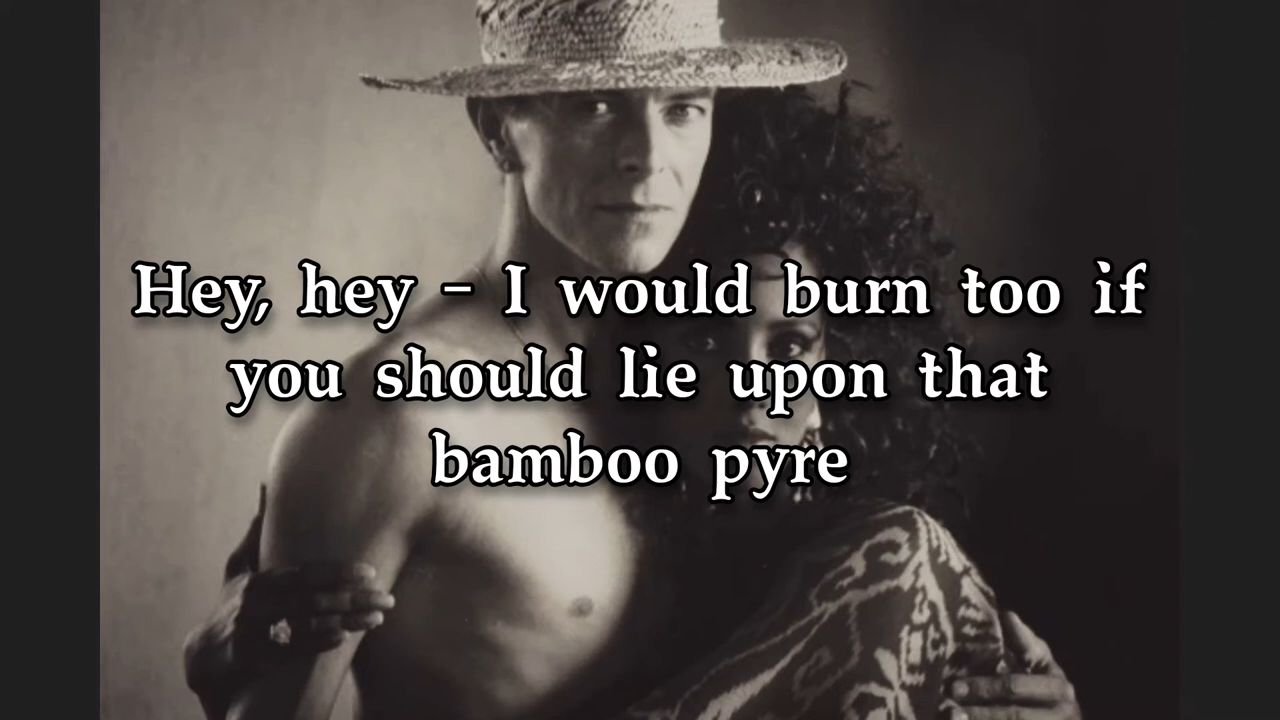 Hey, hey – I would burn too if
you should lie upon that
bamboo pyre